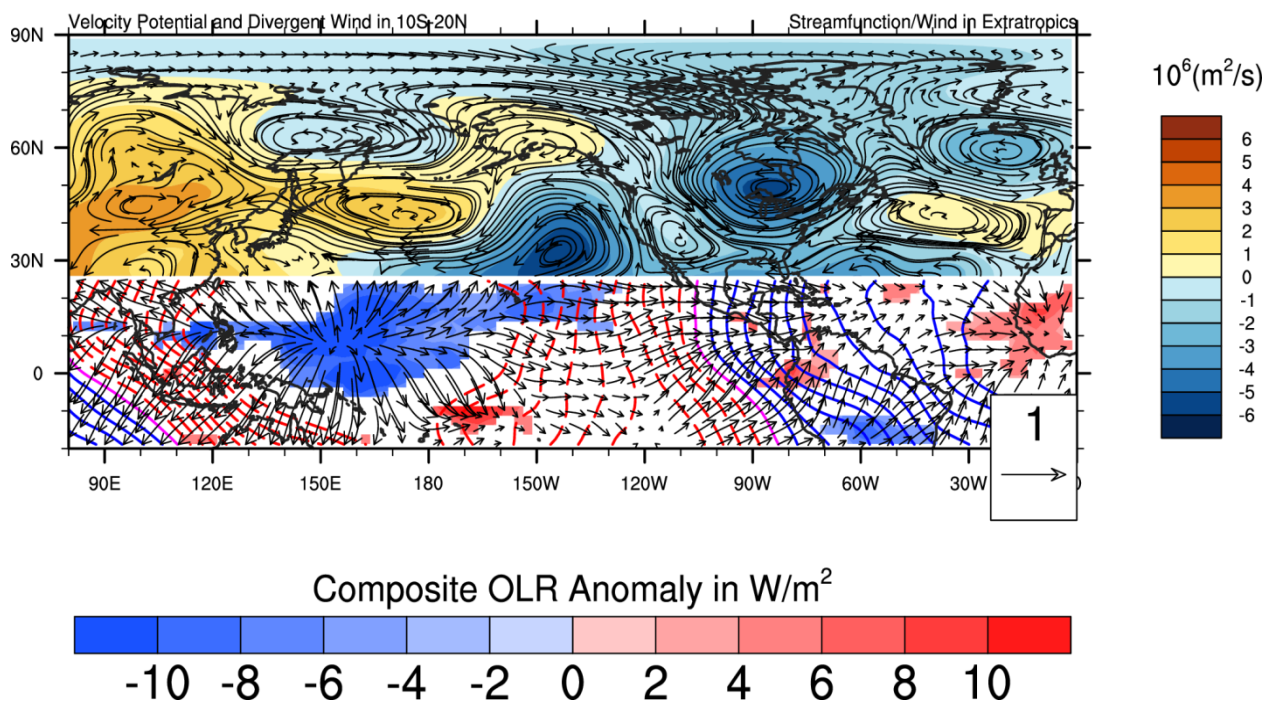 Velocity Potential and Divergent Wind in 10S-20N
Streamfunction/Wind in Extratropics
90N
60N
30N
0
90E 120E 150E 180 150W 120W 90W 60W 30W 0
1
10⁶(m²/s)
6
5
4
3
2
1
0
-1
-2
-3
-4
-5
-6
Composite OLR Anomaly in W/m²
-10 -8 -6 -4 -2 0 2 4 6 8 10